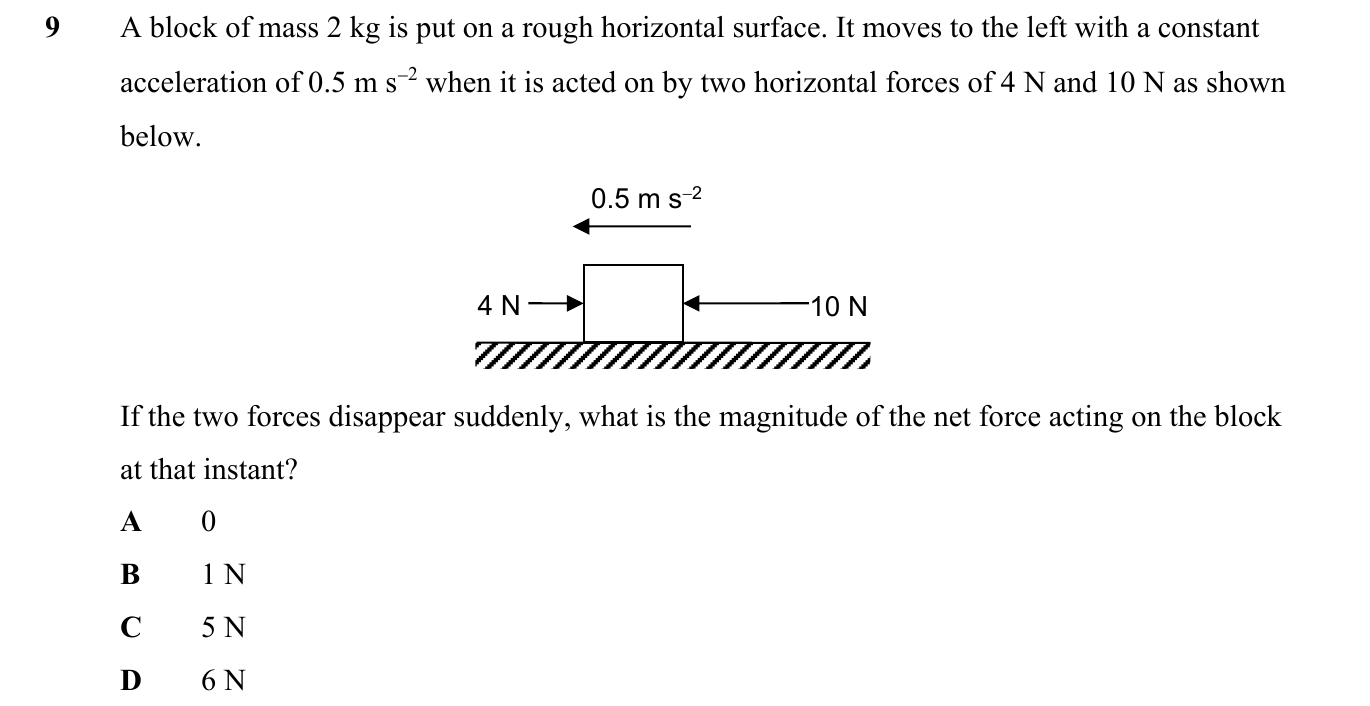 9 A block of mass 2 kg is put on a rough horizontal surface. It moves to the left with a constant
acceleration of 0.5 m s⁻² when it is acted on by two horizontal forces of 4 N and 10 N as shown
below.
0.5 m s⁻²
4 N 10 N
If the two forces disappear suddenly, what is the magnitude of the net force acting on the block
at that instant?
A 0
B 1 N
C 5 N
D 6 N